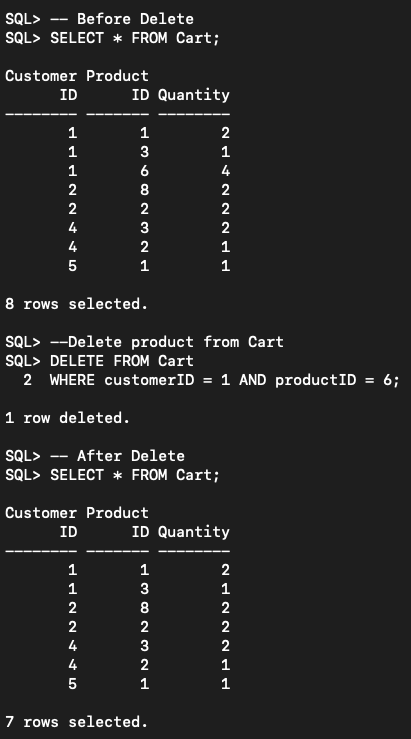 SQL> -- Before Delete
SQL> SELECT * FROM Cart;
Customer Product
ID ID Quantity
-------- ------- --------
1 1 2
1 3 1
1 6 4
2 8 2
2 2 2
4 3 2
4 2 1
5 1 1
8 rows selected.
SQL> --Delete product from Cart
SQL> DELETE FROM Cart
2 WHERE customerID = 1 AND productID = 6;
1 row deleted.
SQL> -- After Delete
SQL> SELECT * FROM Cart;
Customer Product
ID ID Quantity
-------- ------- --------
1 1 2
1 3 1
2 8 2
2 2 2
4 3 2
4 2 1
5 1 1
7 rows selected.